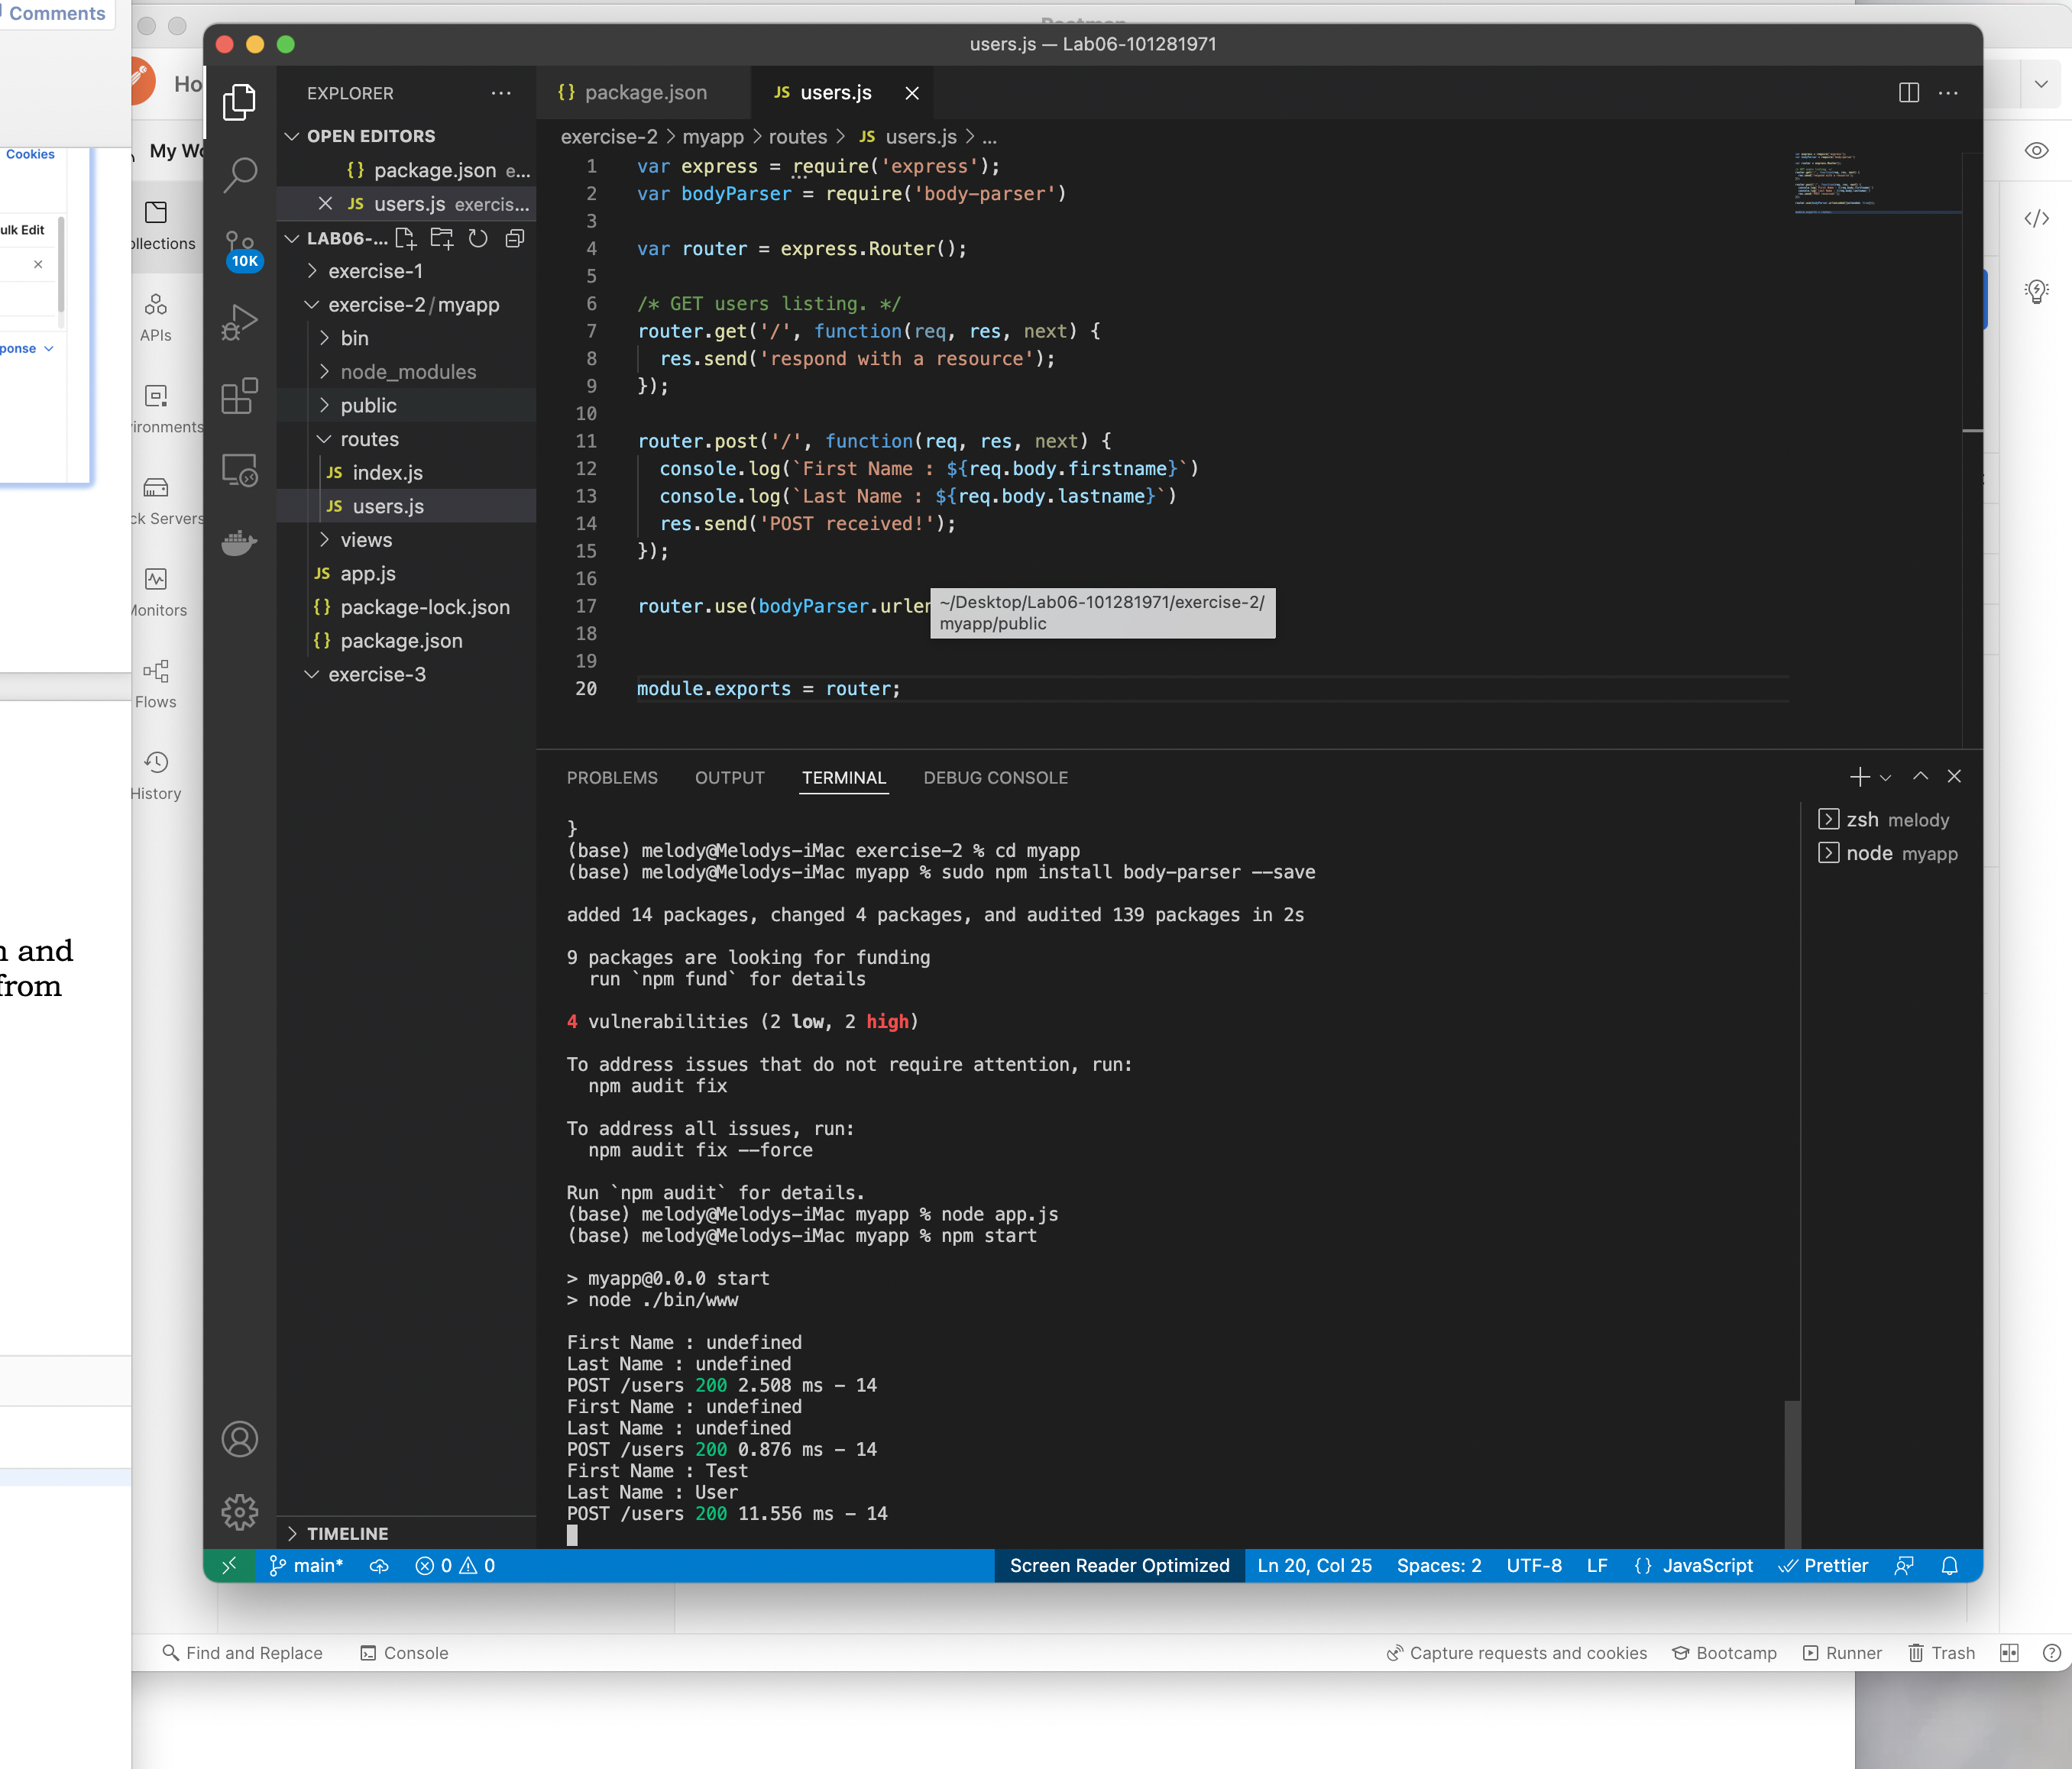 Comments
Cookies
Bulk Edit
and
from
My
APIs
Monitors
Flows
History
users.js — Lab06-101281971
EXPLORER
OPEN EDITORS
package.json e...
JS users.js exercis...
LAB06-...
10K
exercise-1
exercise-2/myapp
bin
node_modules
public
routes
JS index.js
JS users.js
views
JS app.js
{} package-lock.json
{} package.json
exercise-3
TIMELINE
{} package.json
JS users.js
exercise-2 > myapp > routes > JS users.js > ...
1 var express = require('express');
2 var bodyParser = require('body-parser')
3
4 var router = express.Router();
5
6 /* GET users listing. */
7 router.get('/', function(req, res, next) {
8 res.send('respond with a resource');
9 });
10
11 router.post('/', function(req, res, next) {
12 console.log(`First Name : ${req.body.firstname}`)
13 console.log(`Last Name : ${req.body.lastname}`)
14 res.send('POST received!');
15 });
16
17 router.use(bodyParser.urlen
~/Desktop/Lab06-101281971/exercise-2/
myapp/public
18
19
20 module.exports = router;
PROBLEMS OUTPUT TERMINAL DEBUG CONSOLE
zsh melody
node myapp
}
(base) melody@Melodys-iMac exercise-2 % cd myapp
(base) melody@Melodys-iMac myapp % sudo npm install body-parser --save
added 14 packages, changed 4 packages, and audited 139 packages in 2s
9 packages are looking for funding
run `npm fund` for details
4 vulnerabilities (2 low, 2 high)
To address issues that do not require attention, run:
npm audit fix
To address all issues, run:
npm audit fix --force
Run `npm audit` for details.
(base) melody@Melodys-iMac myapp % node app.js
(base) melody@Melodys-iMac myapp % npm start
> myapp@0.0.0 start
> node ./bin/www
First Name : undefined
Last Name : undefined
POST /users 200 2.508 ms - 14
First Name : undefined
Last Name : undefined
POST /users 200 0.876 ms - 14
First Name : Test
Last Name : User
POST /users 200 11.556 ms - 14
main* 0 0 Screen Reader Optimized Ln 20, Col 25 Spaces: 2 UTF-8 LF {} JavaScript Prettier
Find and Replace Console Capture requests and cookies Bootcamp Runner Trash